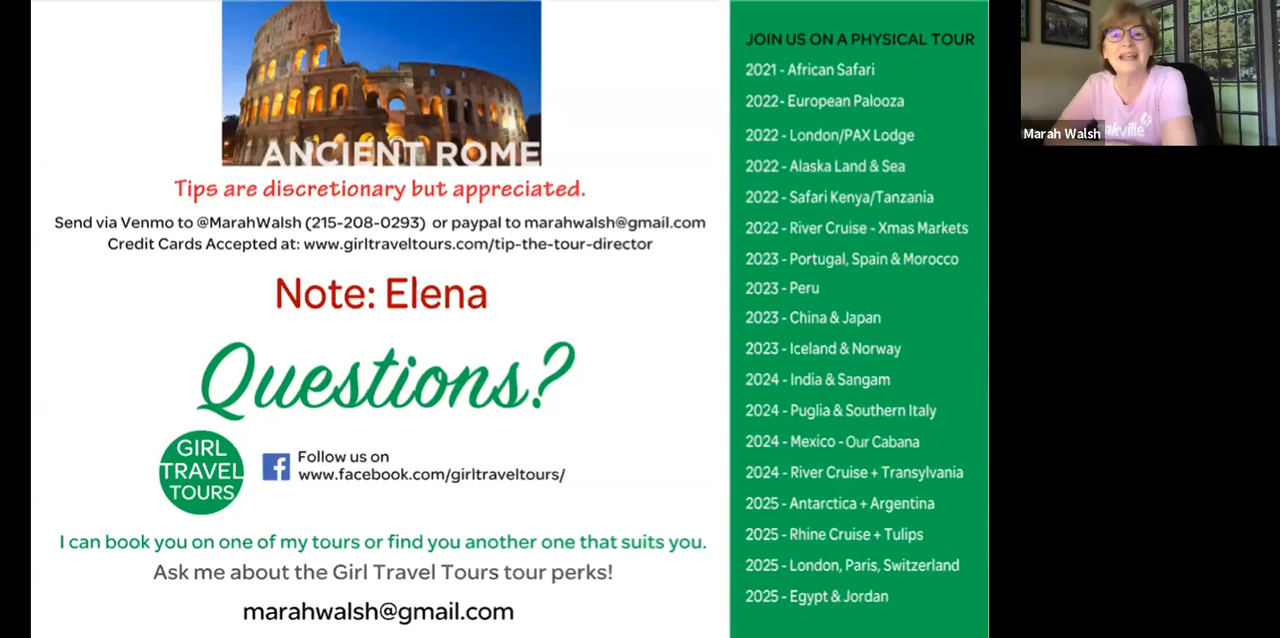 ANCIENT ROME
Tips are discretionary but appreciated.
Send via Venmo to @MarahWalsh (215-208-0293) or paypal to marahwalsh@gmail.com
Credit Cards Accepted at: www.girltraveltours.com/tip-the-tour-director
Note: Elena
Questions?
GIRL
TRAVEL
TOURS
f
Follow us on
www.facebook.com/girltraveltours/
I can book you on one of my tours or find you another one that suits you.
Ask me about the Girl Travel Tours tour perks!
marahwalsh@gmail.com
JOIN US ON A PHYSICAL TOUR
2021 - African Safari
2022 - European Palooza
2022 - London/PAX Lodge
2022 - Alaska Land & Sea
2022 - Safari Kenya/Tanzania
2022 - River Cruise - Xmas Markets
2023 - Portugal, Spain & Morocco
2023 - Peru
2023 - China & Japan
2023 - Iceland & Norway
2024 - India & Sangam
2024 - Puglia & Southern Italy
2024 - Mexico - Our Cabana
2024 - River Cruise + Transylvania
2025 - Antarctica + Argentina
2025 - Rhine Cruise + Tulips
2025 - London, Paris, Switzerland
2025 - Egypt & Jordan
Marah Walsh